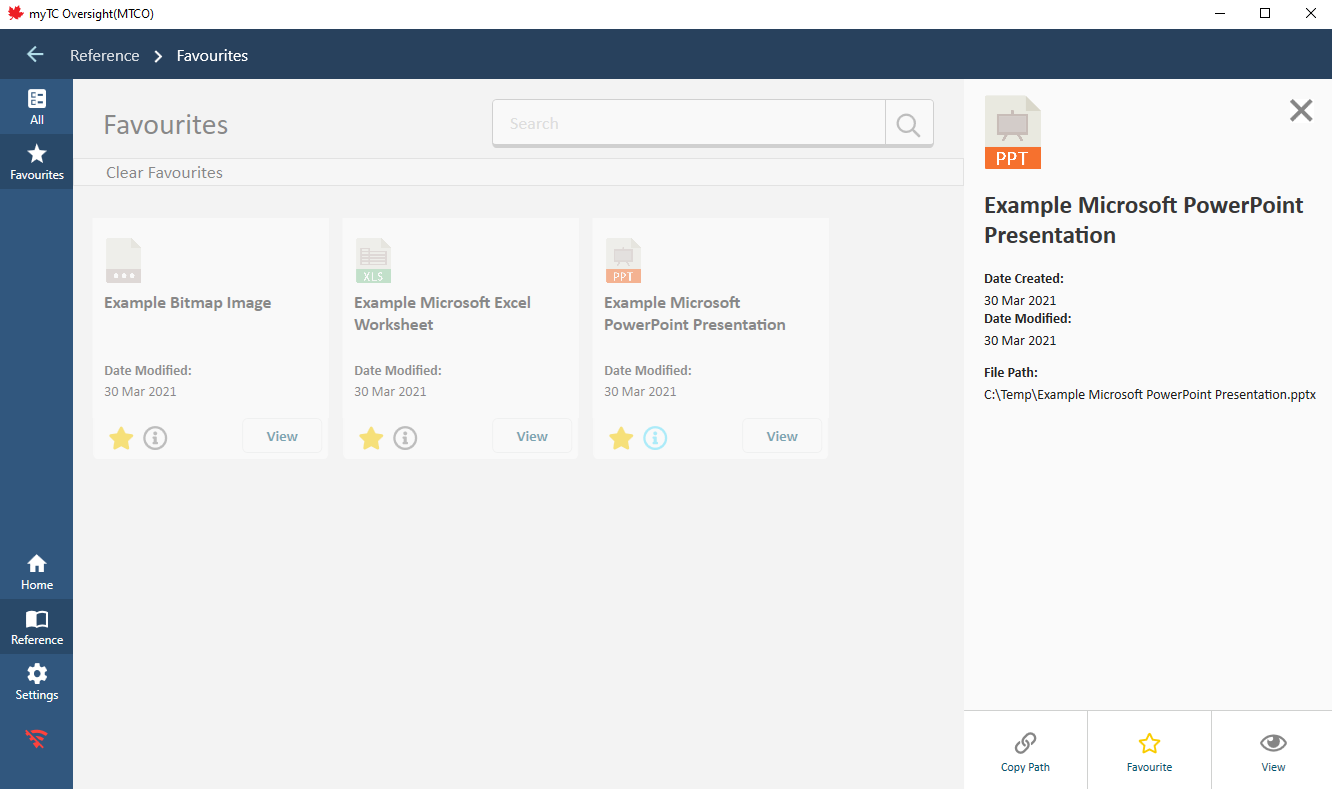 myTC Oversight(MTCO)
Reference Favourites
All
Favourites
Favourites
Search
Clear Favourites
Example Bitmap Image
Date Modified:
30 Mar 2021
View
XLS
Example Microsoft Excel
Worksheet
Date Modified:
30 Mar 2021
View
PPT
Example Microsoft
PowerPoint Presentation
Date Modified:
30 Mar 2021
View
PPT
Example Microsoft PowerPoint
Presentation
Date Created:
30 Mar 2021
Date Modified:
30 Mar 2021
File Path:
C:\Temp\Example Microsoft PowerPoint Presentation.pptx
Home
Reference
Settings
Copy Path
Favourite
View